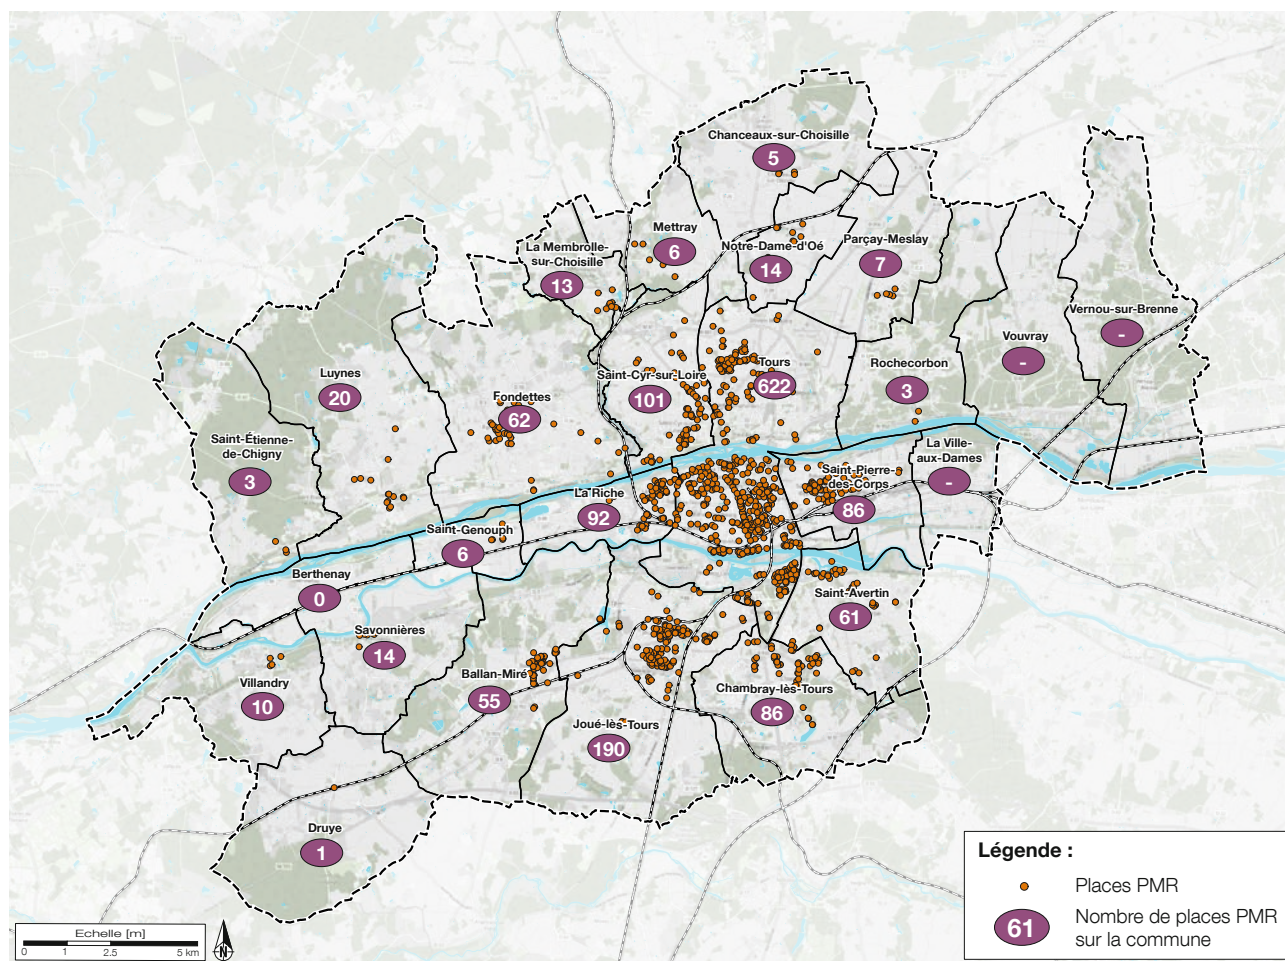 Chanceaux-sur-Choisille
5
Mettray
6
La Membrolle-
sur-Choisille
13
Notre-Dame-d'Oé
14
Parçay-Meslay
7
Vernou-sur-Brenne
-
Vouvray
-
Rochecorbon
3
Tours
622
Saint-Cyr-sur-Loire
101
Luynes
20
Fondettes
62
Saint-Étienne-
de-Chigny
3
La Ville-
aux-Dames
-
Saint-Pierre-
des-Corps
86
La Riche
92
Saint-Genouph
6
Berthenay
0
Saint-Avertin
61
Savonnières
14
Villandry
10
Ballan-Miré
55
Chambray-lès-Tours
86
Joué-lès-Tours
190
Druye
1
Légende :
Places PMR
61
Nombre de places PMR
sur la commune
Echelle [m]
0 1 2.5 5 km
N